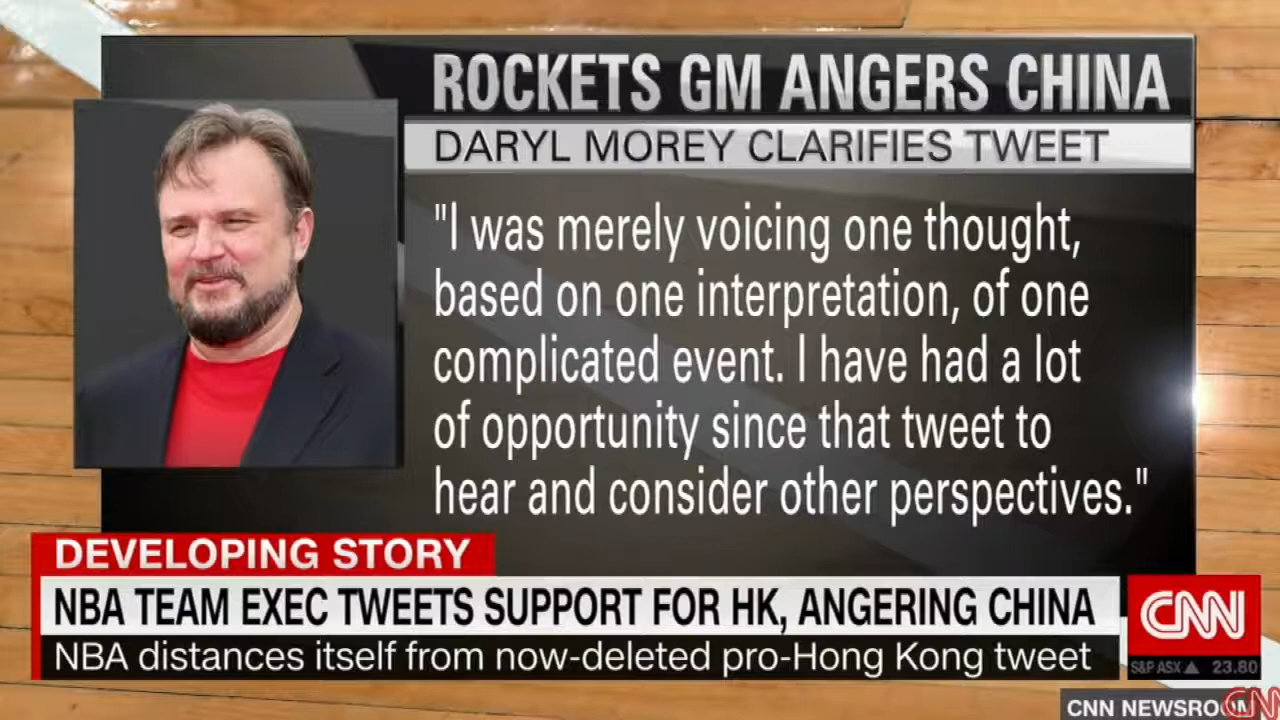 ROCKETS GM ANGERS CHINA
DARYL MOREY CLARIFIES TWEET
"I was merely voicing one thought,
based on one interpretation, of one
complicated event. I have had a lot
of opportunity since that tweet to
hear and consider other perspectives."
DEVELOPING STORY
NBA TEAM EXEC TWEETS SUPPORT FOR HK, ANGERING CHINA
NBA distances itself from now-deleted pro-Hong Kong tweet
CNN
S&P ASX ▲ 23.80
CNN NEWSROOM
CNN